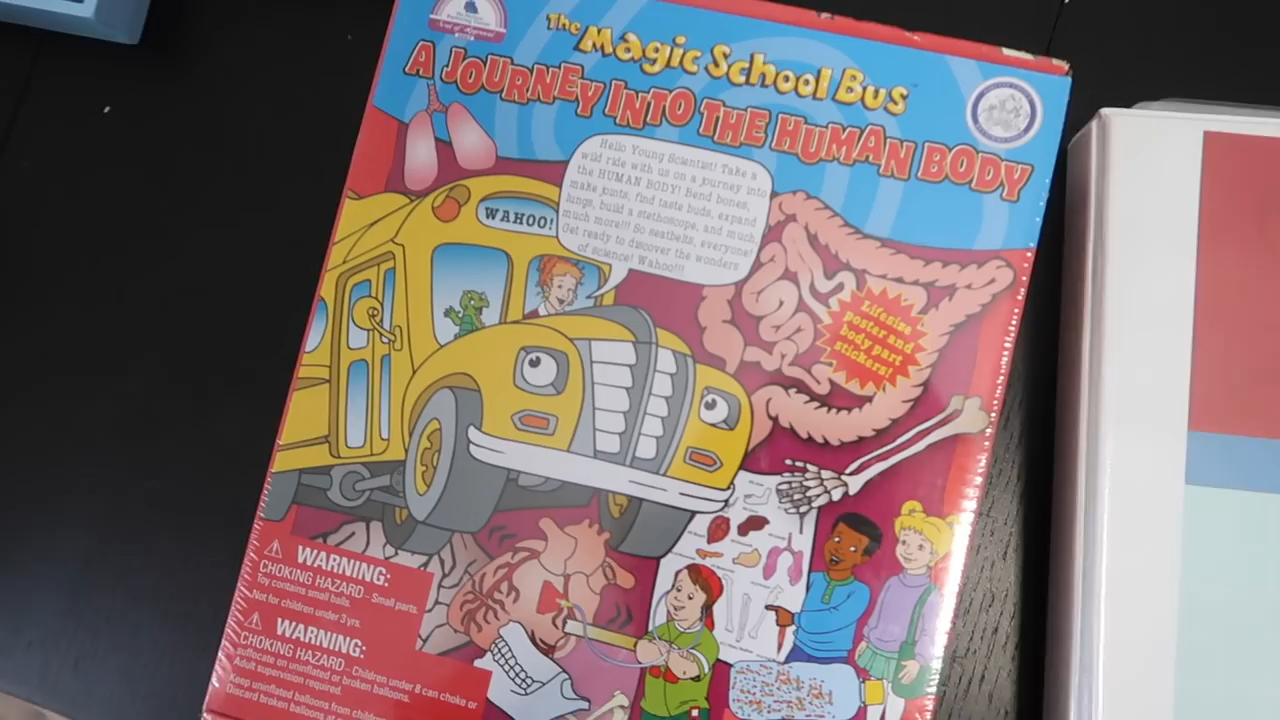 The Magic School Bus
A JOURNEY INTO THE HUMAN BODY
Hello Young Scientist! Take a
wild ride with us on a journey into
the HUMAN BODY! Bend bones,
make joints, find taste buds, expand
lungs, build a stethoscope, and much,
much more!!! So seatbelts, everyone!
Get ready to discover the wonders
of science! Wahoo!!!
WAHOO!
Lifesize
poster and
body part
stickers!
WARNING:
CHOKING HAZARD – Small parts.
Toy contains small balls.
Not for children under 3 yrs.
WARNING:
CHOKING HAZARD – Children under 8 can choke or
suffocate on uninflated or broken balloons.
Adult supervision required.
Keep uninflated balloons from children
Discard broken balloons at